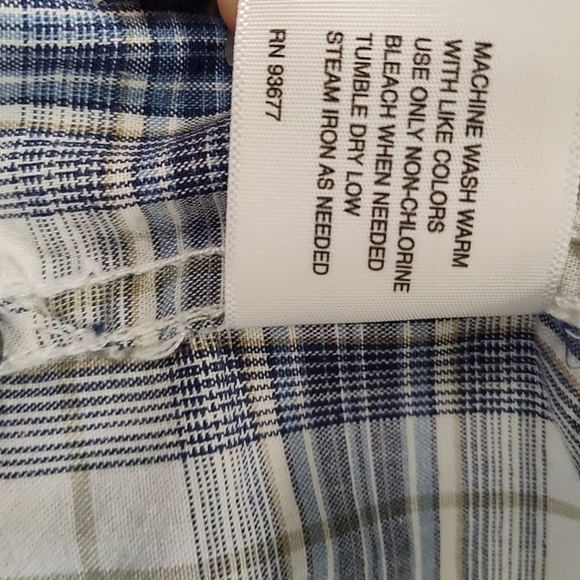 MACHINE WASH WARM
WITH LIKE COLORS
USE ONLY NON-CHLORINE
BLEACH WHEN NEEDED
TUMBLE DRY LOW
STEAM IRON AS NEEDED
RN 93677